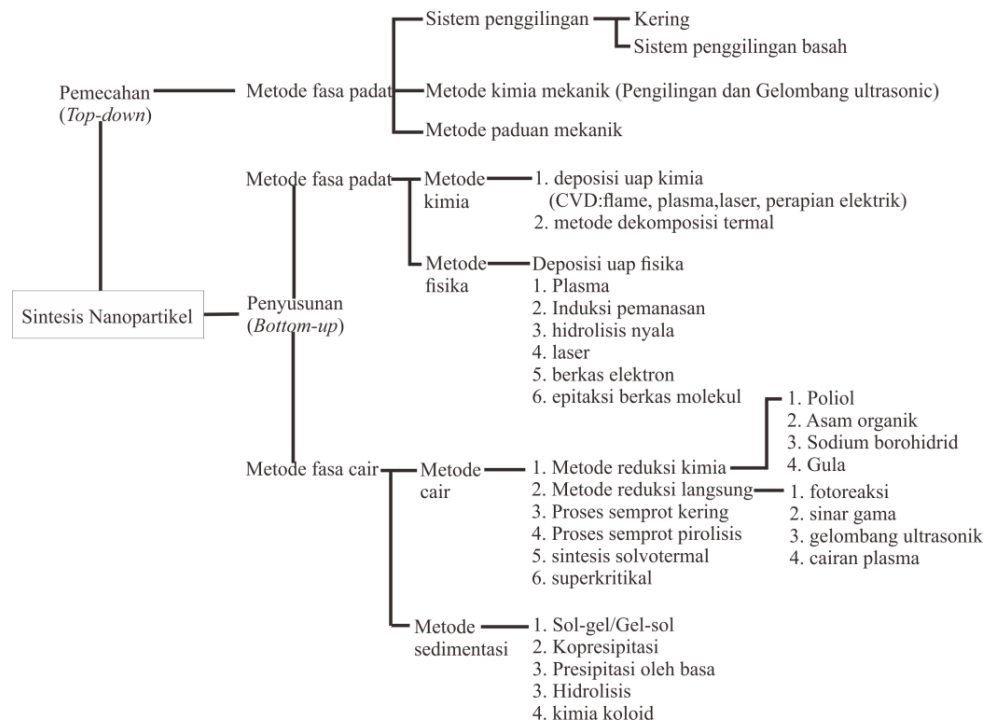 Sistem penggilingan
Kering
Sistem penggilingan basah
Pemecahan
(Top-down)
Metode fasa padat
Metode kimia mekanik (Pengilingan dan Gelombang ultrasonic)
Metode paduan mekanik
Metode fasa padat
Metode
kimia
1. deposisi uap kimia
(CVD:flame, plasma,laser, perapian elektrik)
2. metode dekomposisi termal
Metode
fisika
Deposisi uap fisika
1. Plasma
2. Induksi pemanasan
3. hidrolisis nyala
4. laser
5. berkas elektron
6. epitaksi berkas molekul
Sintesis Nanopartikel
Penyusunan
(Bottom-up)
Metode fasa cair
Metode
cair
1. Metode reduksi kimia
2. Metode reduksi langsung
3. Proses semprot kering
4. Proses semprot pirolisis
5. sintesis solvotermal
6. superkritikal
1. Poliol
2. Asam organik
3. Sodium borohidrid
4. Gula
1. fotoreaksi
2. sinar gama
3. gelombang ultrasonik
4. cairan plasma
Metode
sedimentasi
1. Sol-gel/Gel-sol
2. Kopresipitasi
3. Presipitasi oleh basa
3. Hidrolisis
4. kimia koloid